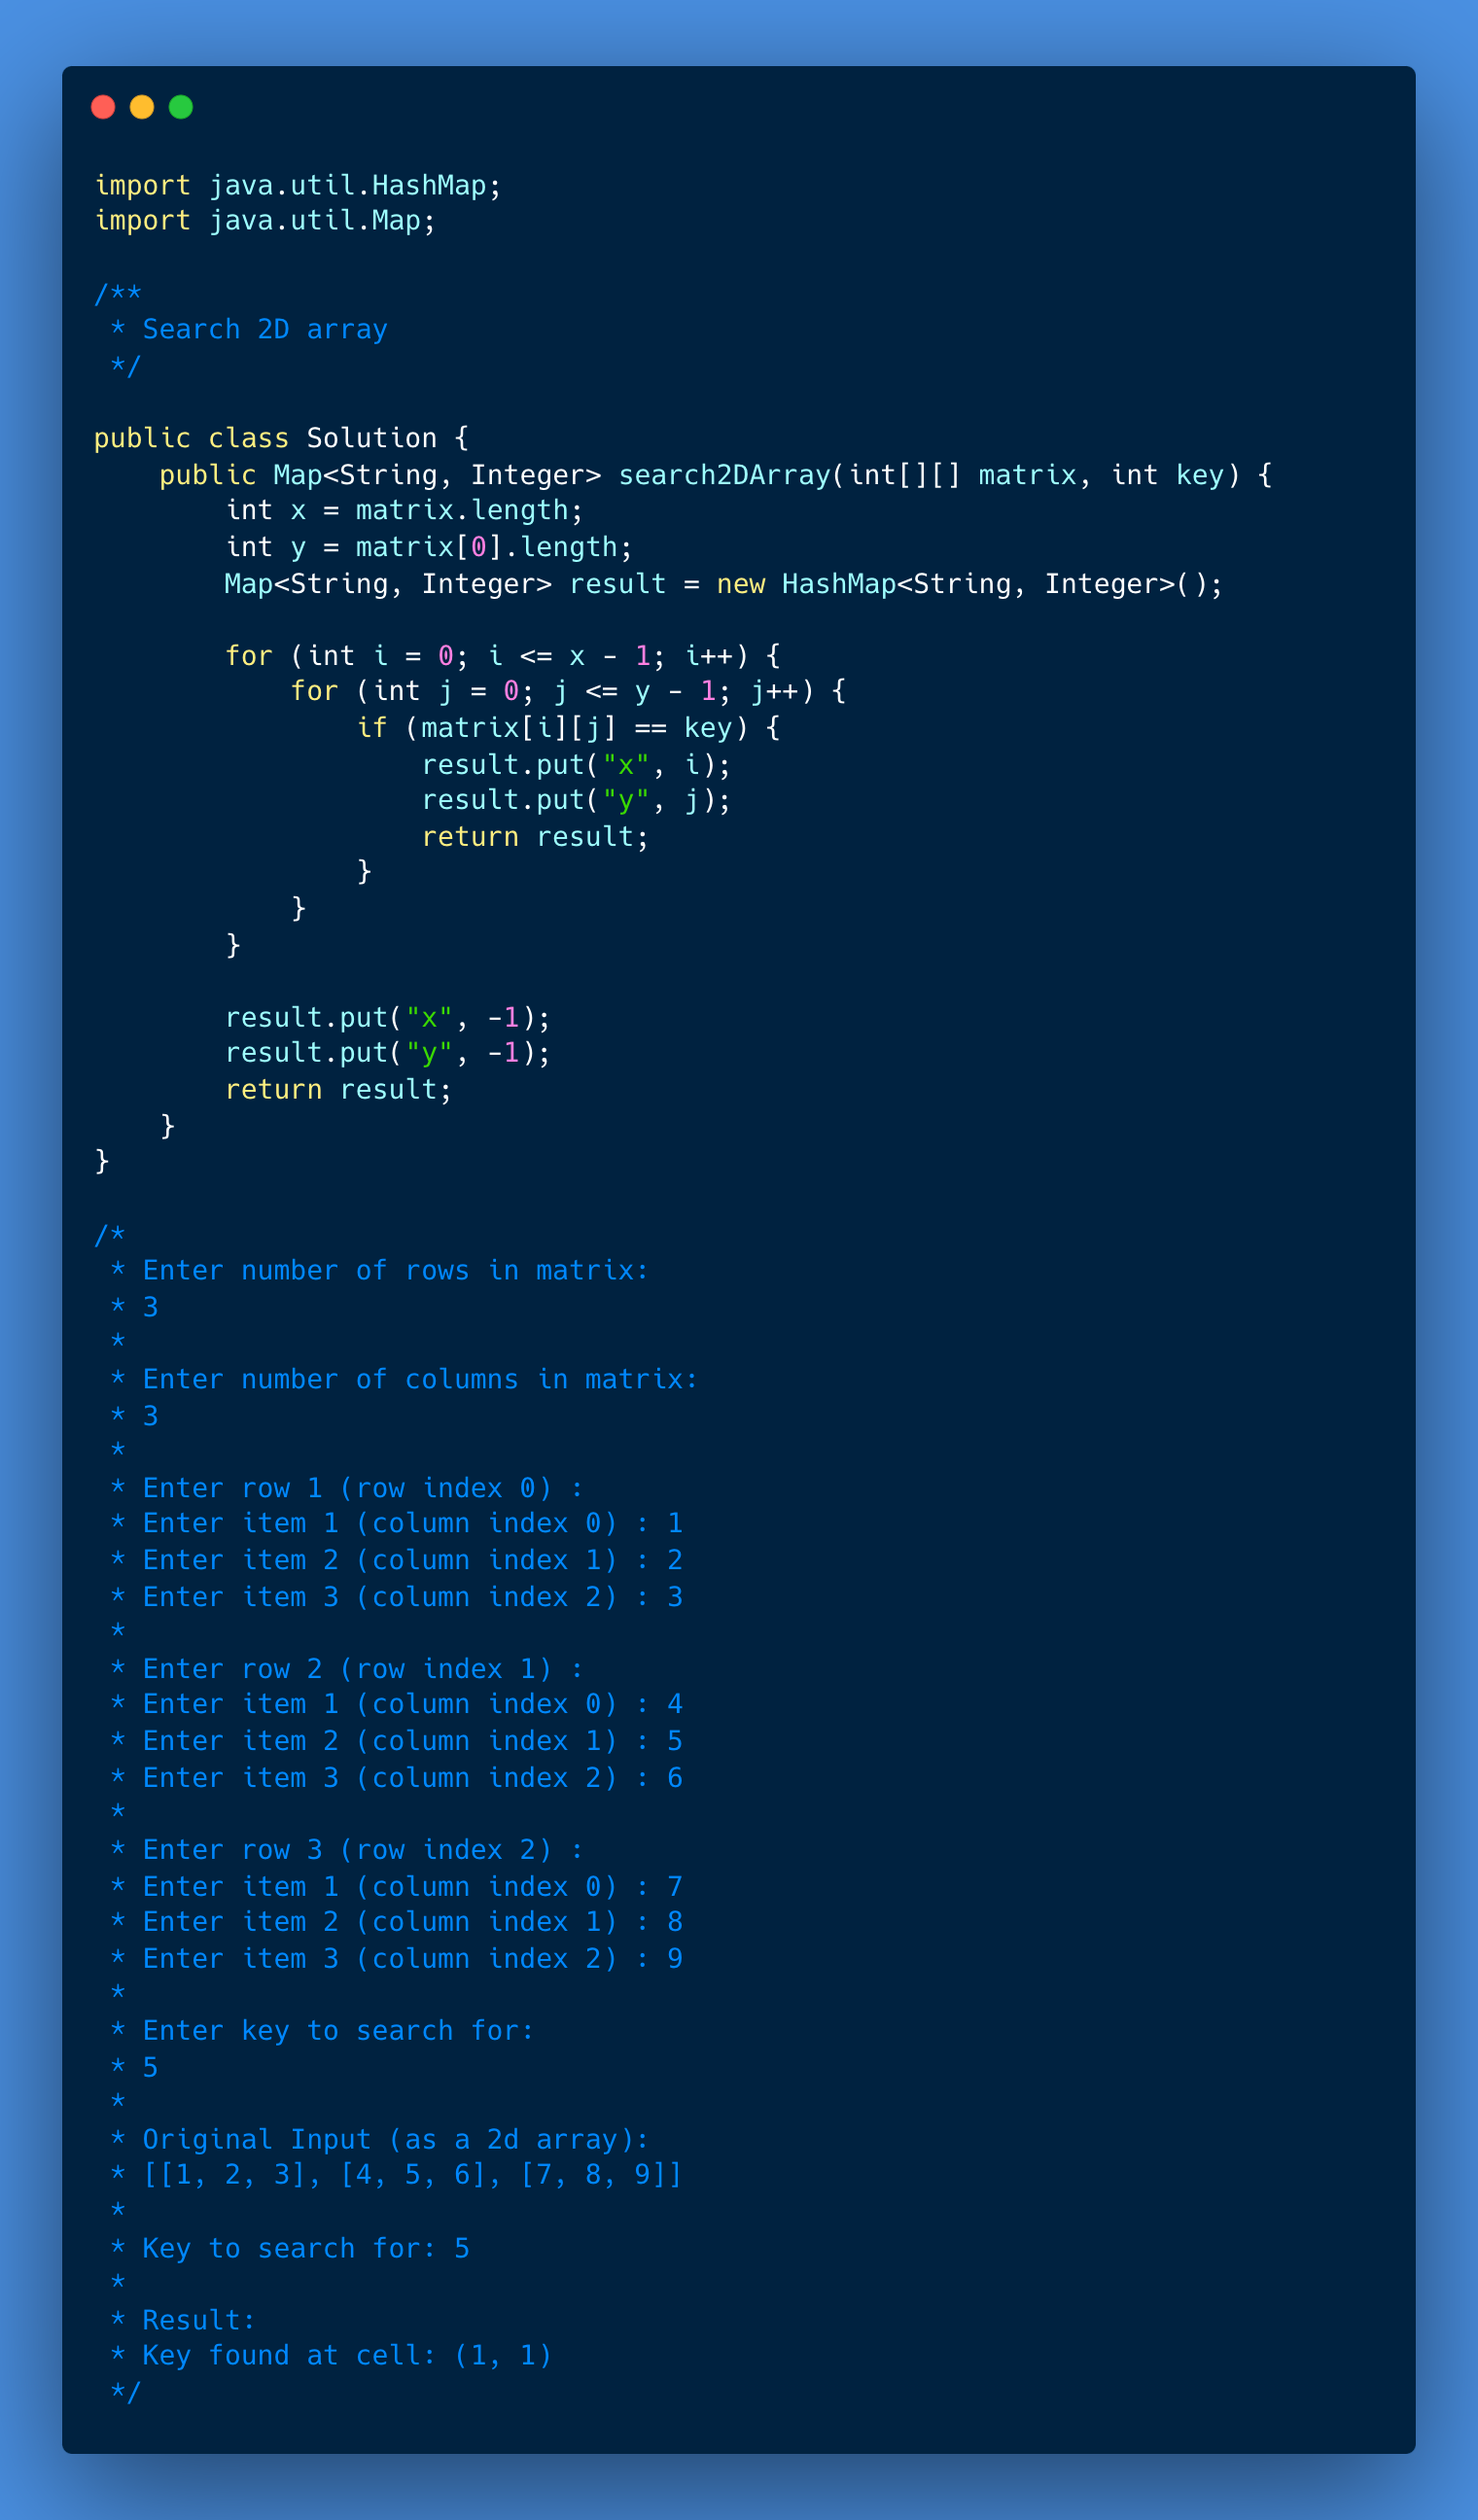 import java.util.HashMap;
import java.util.Map;

/**
 * Search 2D array
 */

public class Solution {
    public Map<String, Integer> search2DArray(int[][] matrix, int key) {
        int x = matrix.length;
        int y = matrix[0].length;
        Map<String, Integer> result = new HashMap<String, Integer>();

        for (int i = 0; i <= x - 1; i++) {
            for (int j = 0; j <= y - 1; j++) {
                if (matrix[i][j] == key) {
                    result.put("x", i);
                    result.put("y", j);
                    return result;
                }
            }
        }

        result.put("x", -1);
        result.put("y", -1);
        return result;
    }
}

/*
 * Enter number of rows in matrix:
 * 3
 *
 * Enter number of columns in matrix:
 * 3
 *
 * Enter row 1 (row index 0) :
 * Enter item 1 (column index 0) : 1
 * Enter item 2 (column index 1) : 2
 * Enter item 3 (column index 2) : 3
 *
 * Enter row 2 (row index 1) :
 * Enter item 1 (column index 0) : 4
 * Enter item 2 (column index 1) : 5
 * Enter item 3 (column index 2) : 6
 *
 * Enter row 3 (row index 2) :
 * Enter item 1 (column index 0) : 7
 * Enter item 2 (column index 1) : 8
 * Enter item 3 (column index 2) : 9
 *
 * Enter key to search for:
 * 5
 *
 * Original Input (as a 2d array):
 * [[1, 2, 3], [4, 5, 6], [7, 8, 9]]
 *
 * Key to search for: 5
 *
 * Result:
 * Key found at cell: (1, 1)
 */